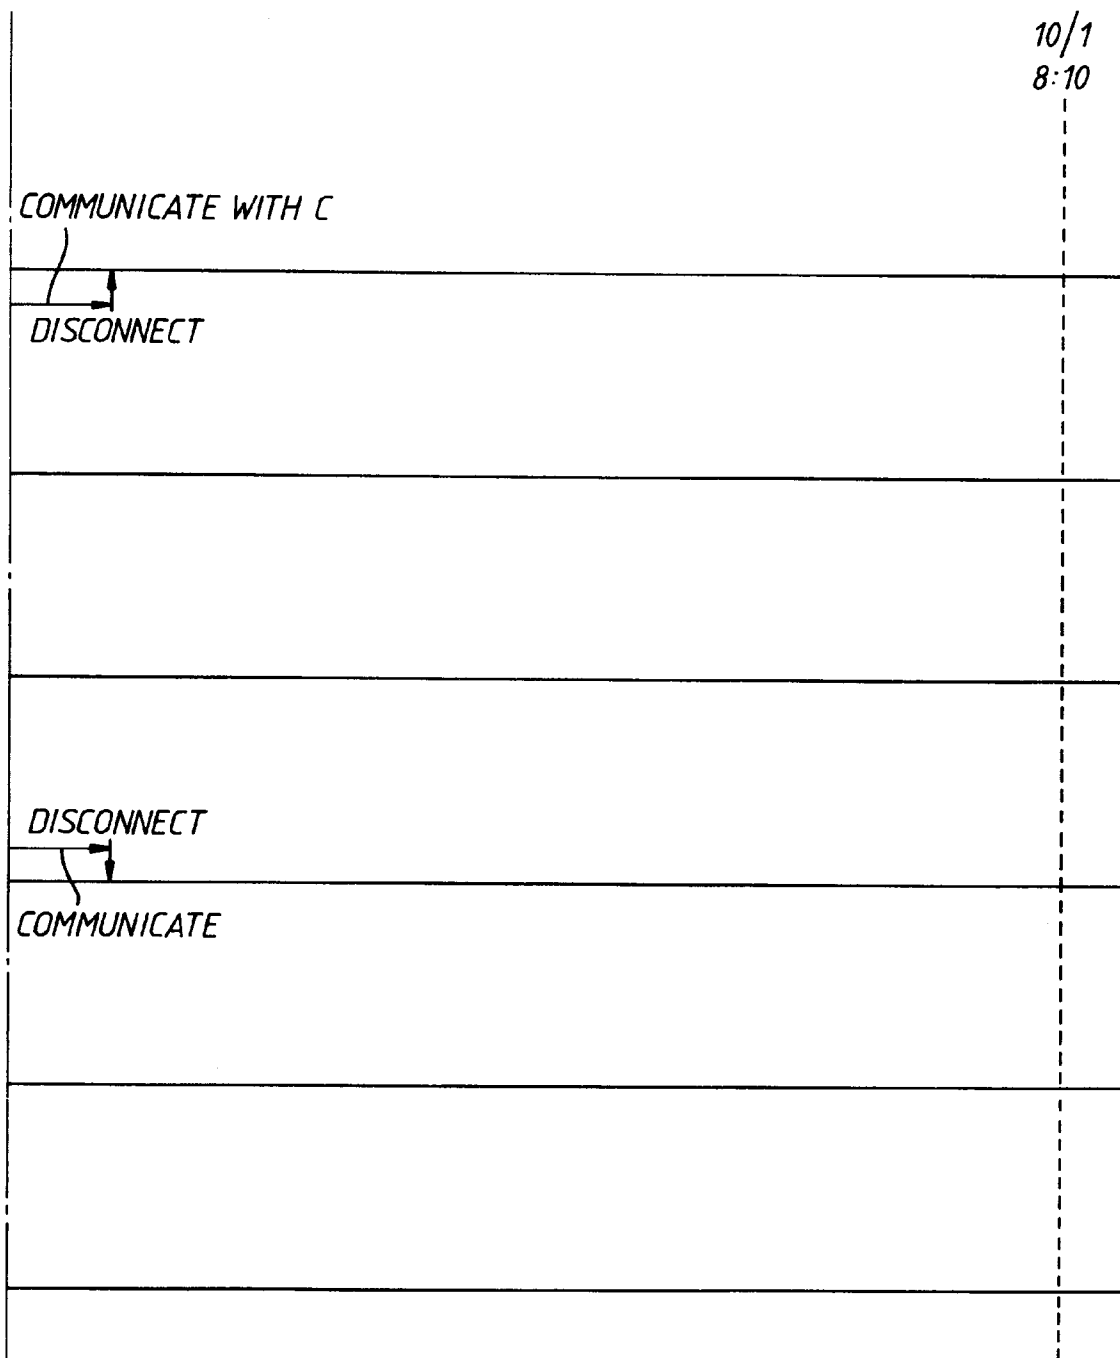 10/1
8:10
COMMUNICATE WITH C
DISCONNECT
DISCONNECT
COMMUNICATE